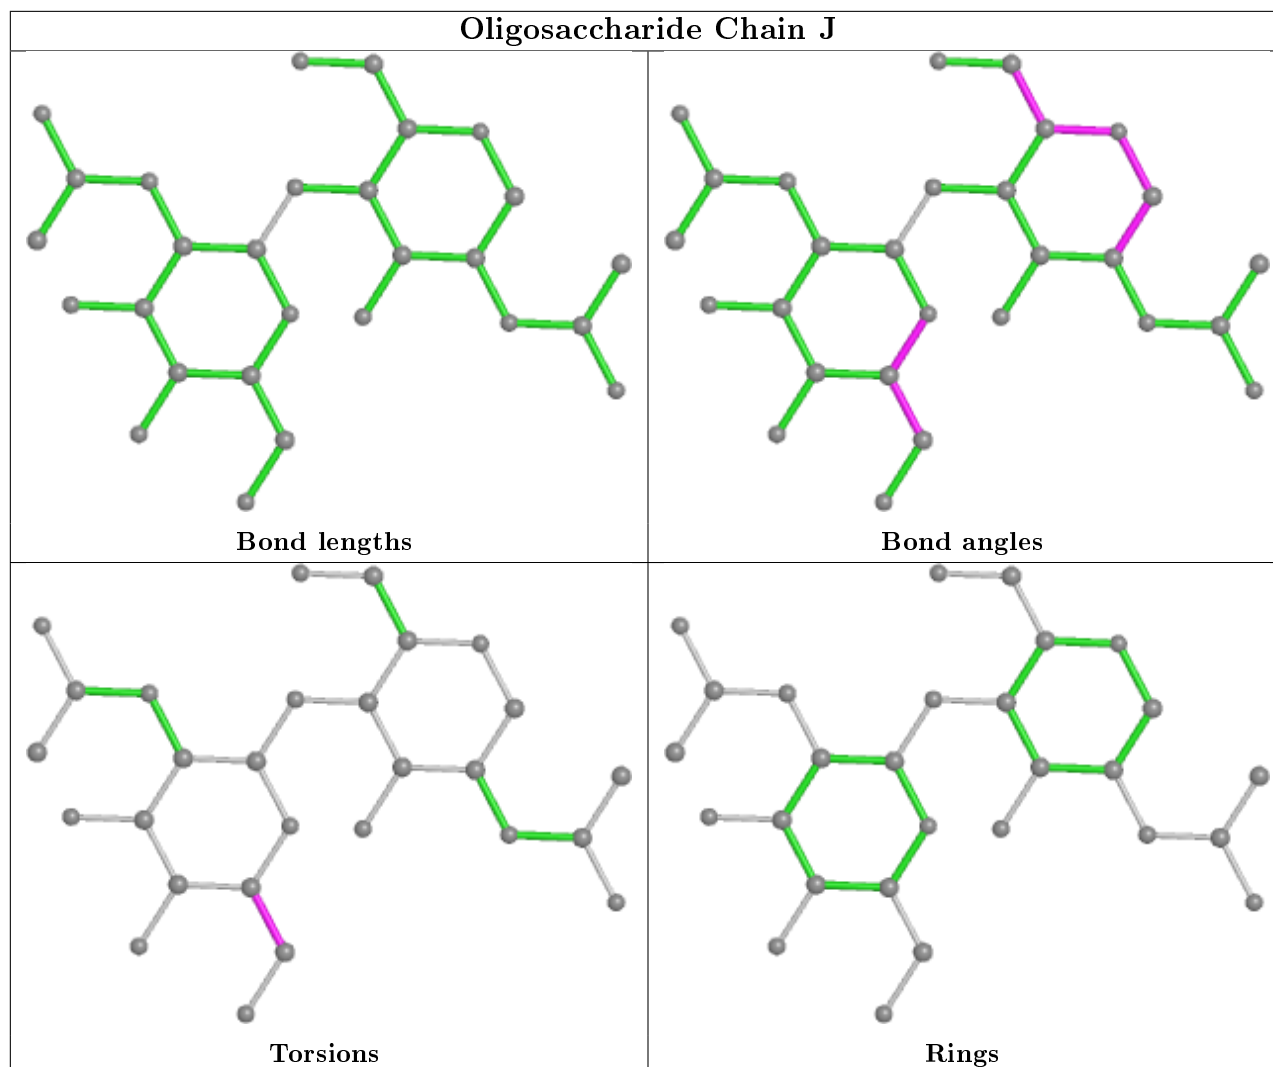 Oligosaccharide Chain J
Bond lengths
Bond angles
Torsions
Rings